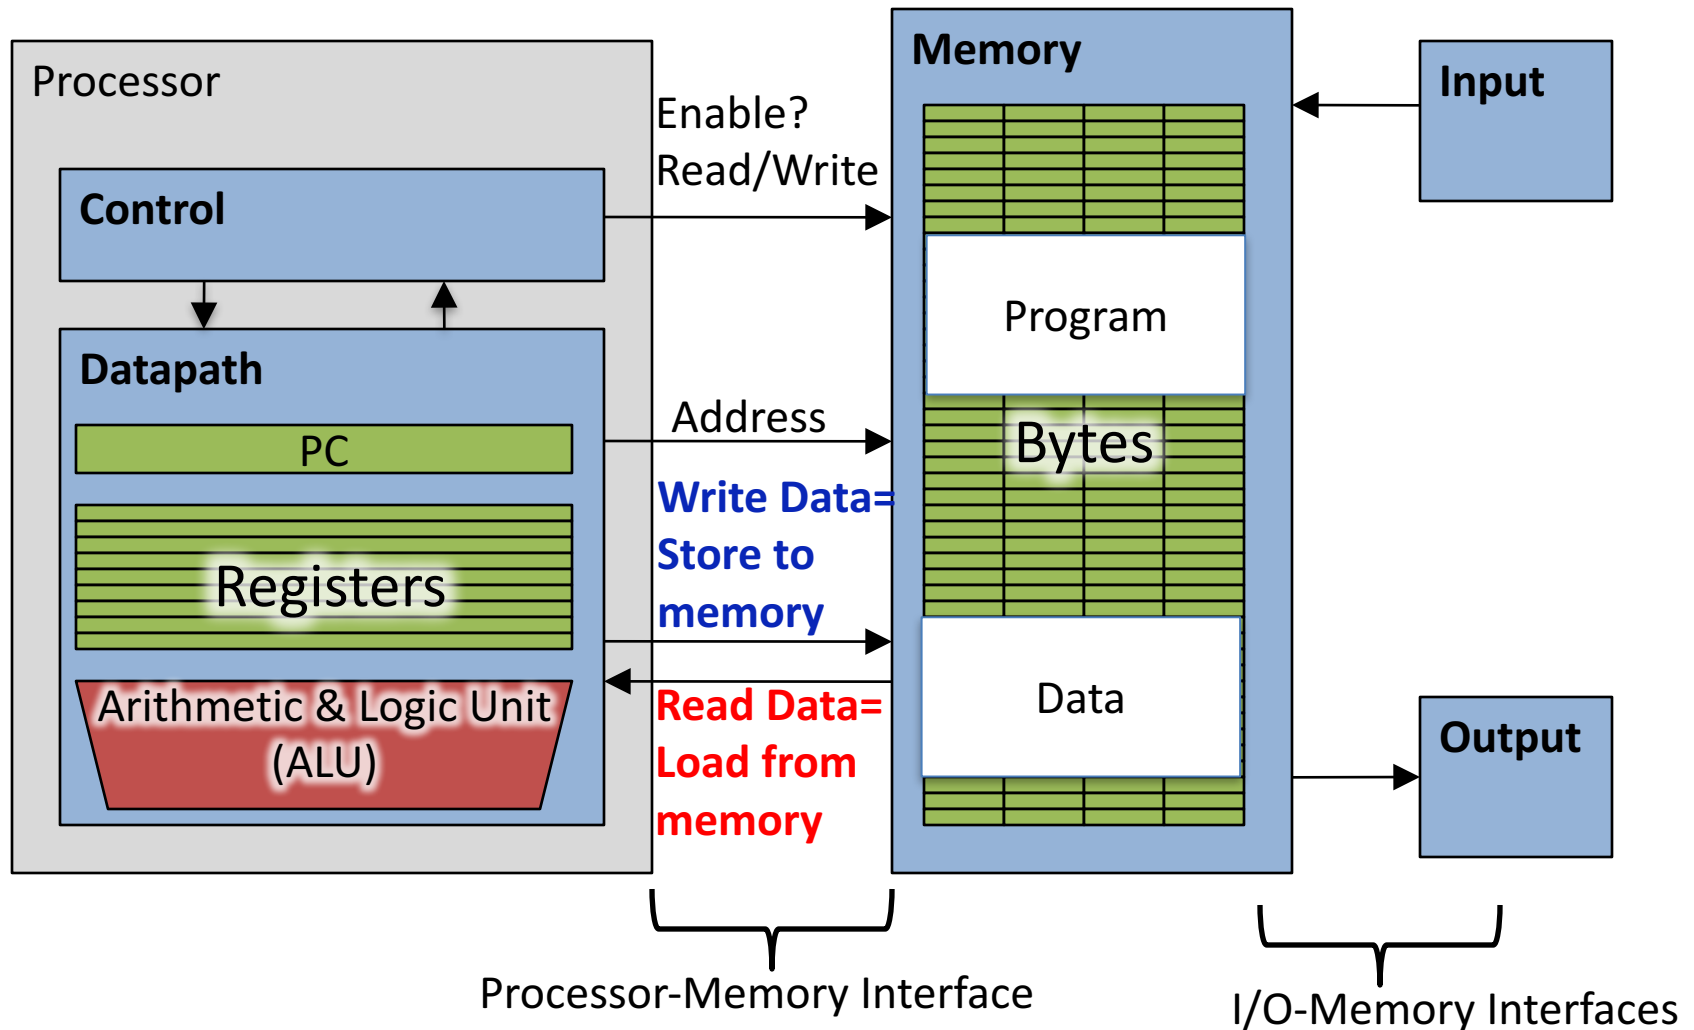 Processor
Control
Datapath
PC
Registers
Arithmetic & Logic Unit
(ALU)
Enable?
Read/Write
Address
Write Data=
Store to
memory
Read Data=
Load from
memory
Memory
Program
Bytes
Data
Input
Output
Processor-Memory Interface
I/O-Memory Interfaces